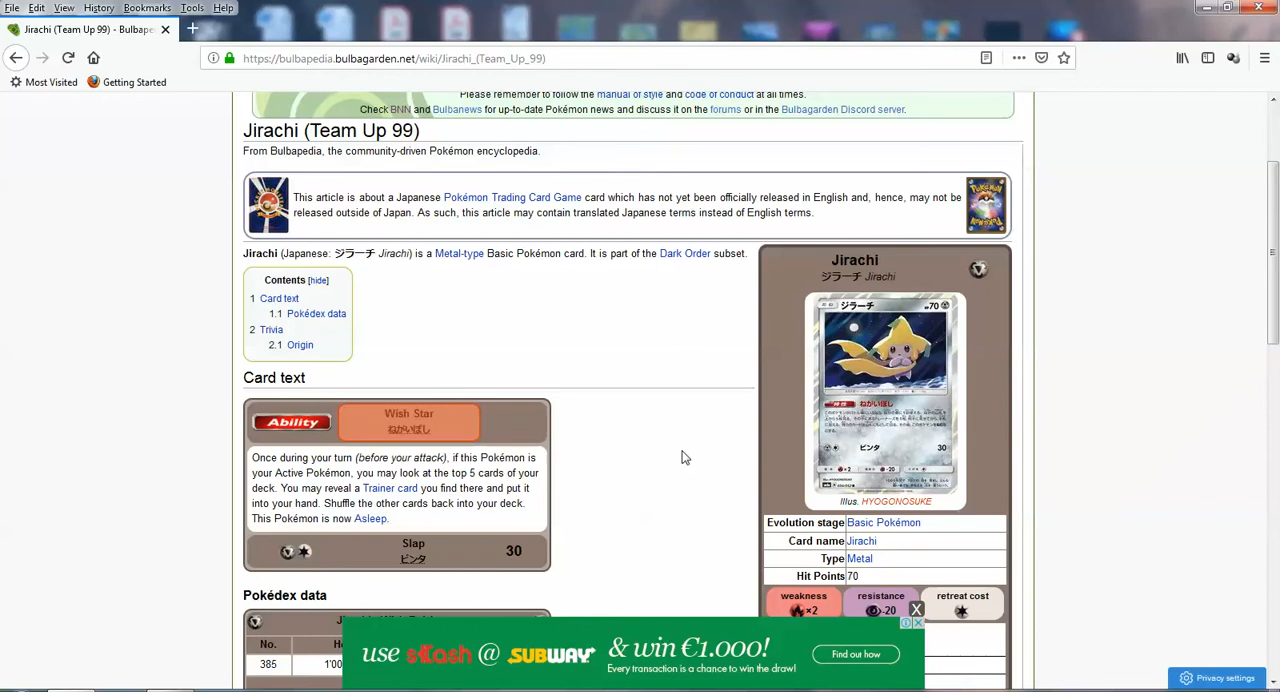 File Edit View History Bookmarks Tools Help
Jirachi (Team Up 99) - Bulbape
https://bulbapedia.bulbagarden.net/wiki/Jirachi_(Team_Up_99)
Most Visited Getting Started
Please remember to follow the manual of style and code of conduct at all times.
Check BNN and Bulbanews for up-to-date Pokémon news and discuss it on the forums or in the Bulbagarden Discord server.
Jirachi (Team Up 99)
From Bulbapedia, the community-driven Pokémon encyclopedia.
This article is about a Japanese Pokémon Trading Card Game card which has not yet been officially released in English and, hence, may not be
released outside of Japan. As such, this article may contain translated Japanese terms instead of English terms.
Jirachi (Japanese: ジラーチ Jirachi) is a Metal-type Basic Pokémon card. It is part of the Dark Order subset.
Contents [hide]
1 Card text
1.1 Pokédex data
2 Trivia
2.1 Origin
Card text
Ability
Wish Star
ねがいぼし
Once during your turn (before your attack), if this Pokémon is
your Active Pokémon, you may look at the top 5 cards of your
deck. You may reveal a Trainer card you find there and put it
into your hand. Shuffle the other cards back into your deck.
This Pokémon is now Asleep.
Slap
ビンタ
30
Pokédex data
No.
385 1'00
Jirachi
ジラーチ Jirachi
ジラーチ HP70
ねがいぼし
ビンタ 30
×2 -20
Illus. HYOGONOSUKE
Evolution stage Basic Pokémon
Card name Jirachi
Type Metal
Hit Points 70
weakness resistance retreat cost
×2 -20
X
use sKash @ SUBWAY & win €1.000!
Every transaction is a chance to win the draw!
Find out how
Privacy settings